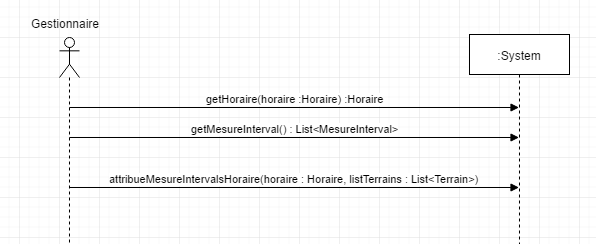 Gestionnaire
:System
getHoraire(horaire :Horaire) :Horaire
getMesureInterval() : List<MesureInterval>
attribueMesureIntervalsHoraire(horaire : Horaire, listTerrains : List<Terrain>)